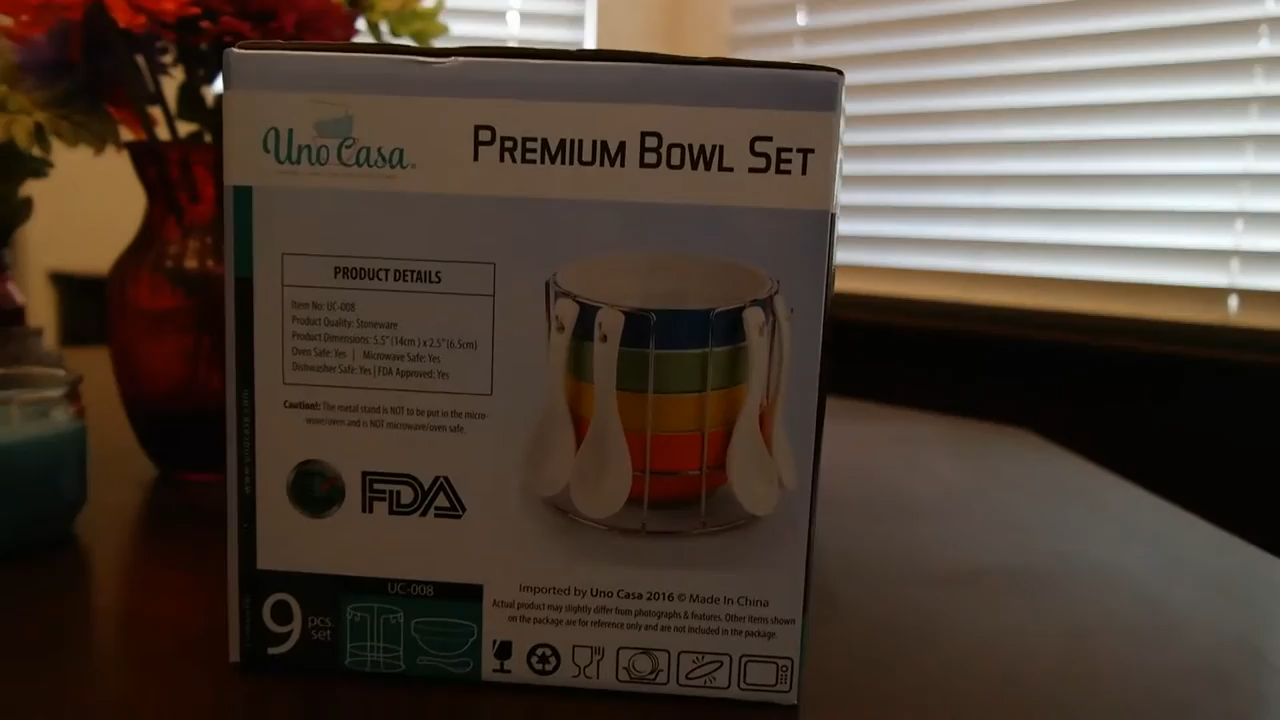 Uno Casa®
PREMIUM BOWL SET
PRODUCT DETAILS
Item No: UC-008
Product Quality: Stoneware
Product Dimensions: 5.5" (14cm ) x 2.5" (6.5cm)
Oven Safe: Yes | Microwave Safe: Yes
Dishwasher Safe: Yes | FDA Approved: Yes
Caution! The metal stand is NOT to be put in the micro-
wave/oven and is NOT microwave/oven safe.
FDA
UC-008
9 pcs.
set
Imported by Uno Casa 2016 © Made In China
Actual product may slightly differ from photographs & features. Other items shown
on the package are for reference only and are not included in the package.